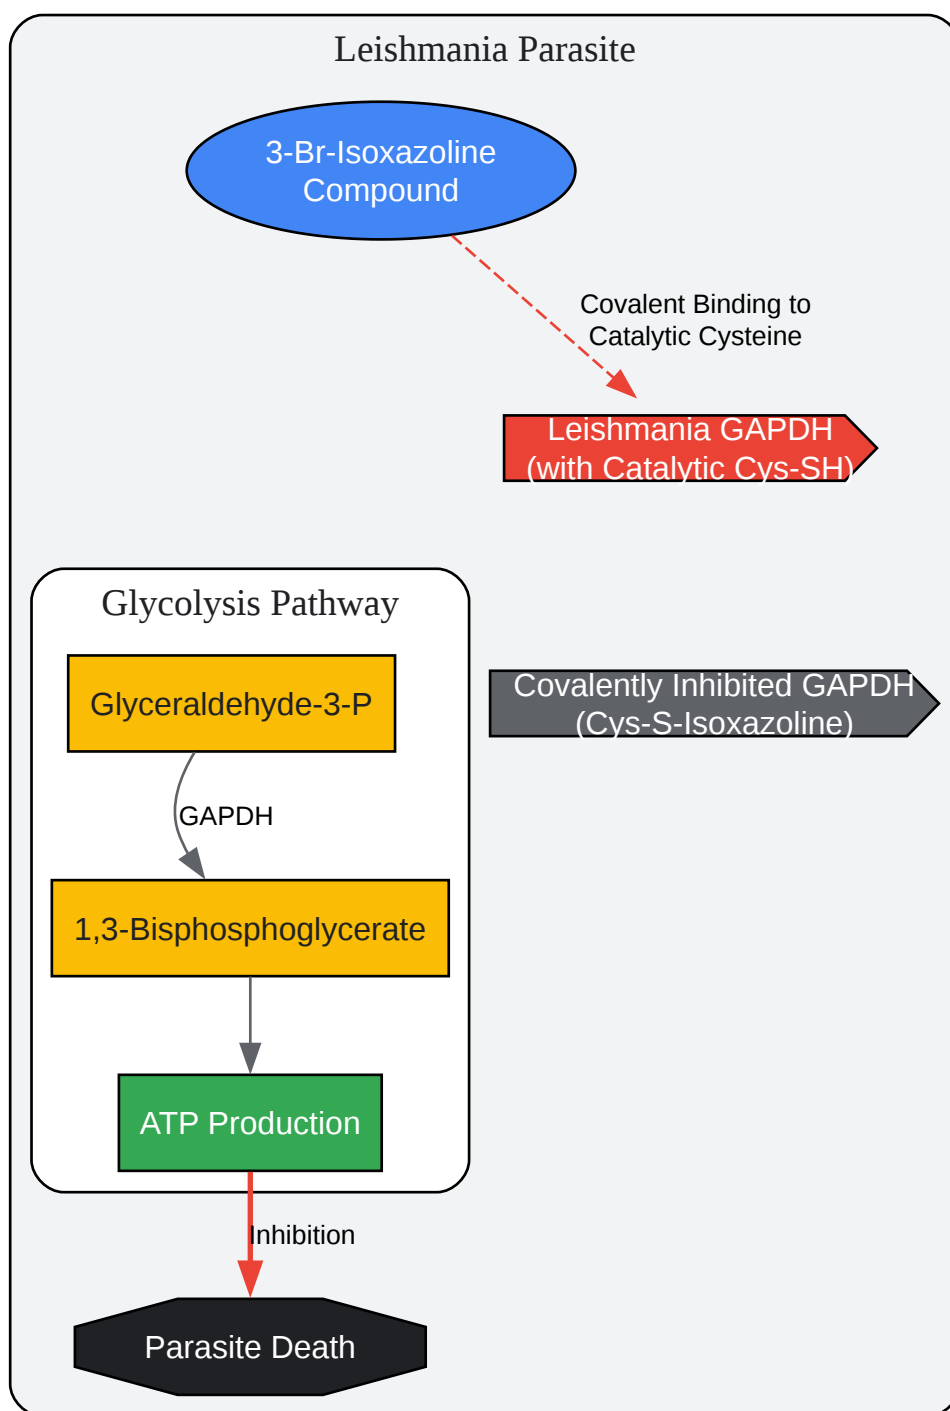 Leishmania Parasite
3-Br-Isoxazoline
Compound
Covalent Binding to
Catalytic Cysteine
Leishmania GAPDH
(with Catalytic Cys-SH)
Glycolysis Pathway
Glyceraldehyde-3-P
Covalently Inhibited GAPDH
(Cys-S-Isoxazoline)
GAPDH
1,3-Bisphosphoglycerate
ATP Production
Inhibition
Parasite Death